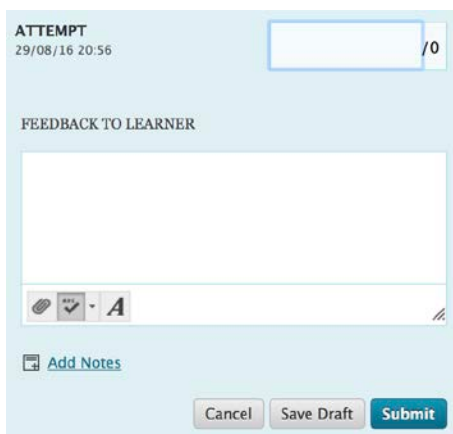 ATTEMPT
29/08/16 20:56
/0
FEEDBACK TO LEARNER
A
Add Notes
Cancel Save Draft Submit